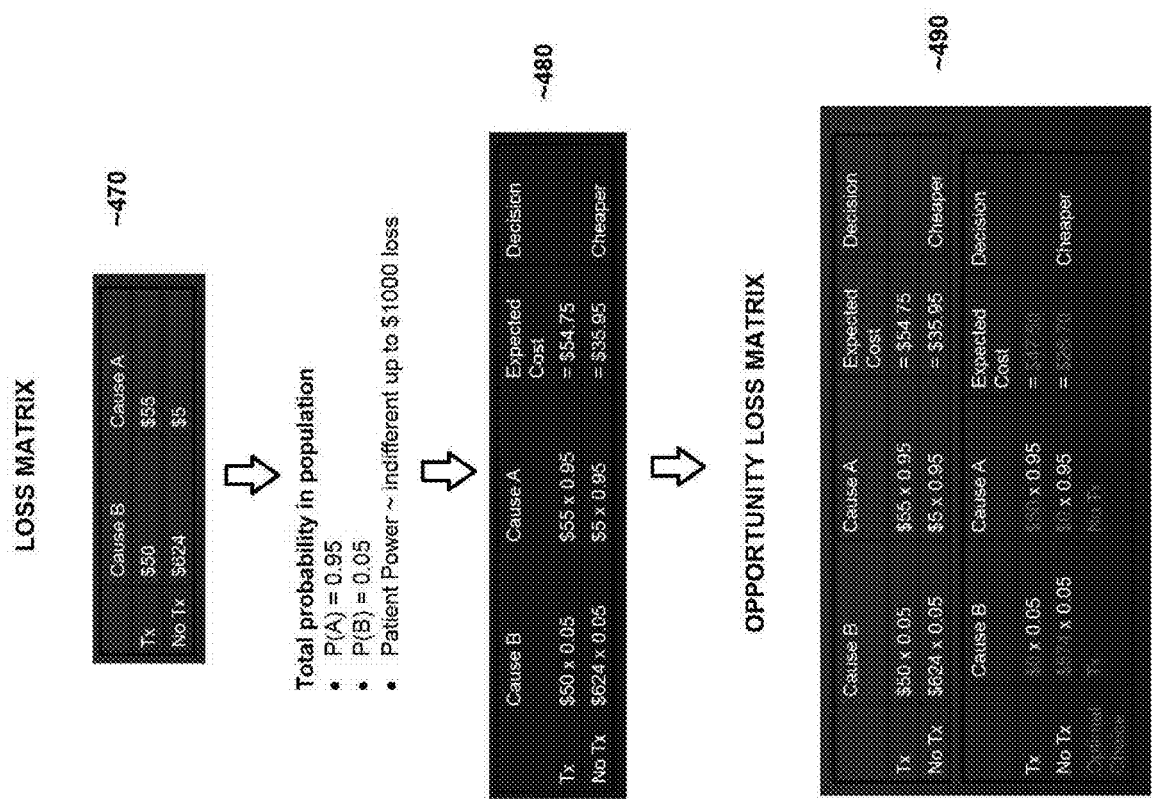 LOSS MATRIX
~470
Cause B Cause A
Tx $50 $55
No Tx $624 $5
Total probability in population
• P(A) = 0.95
• P(B) = 0.05
• Patient Power ~ indifferent up to $1000 loss
~480
Cause B Cause A Expected Cost Decision
Tx $50 x 0.05 $55 x 0.95 = $54.75
No Tx $624 x 0.05 $5 x 0.95 = $35.95 Cheaper
OPPORTUNITY LOSS MATRIX
~490
Cause B Cause A Expected Cost Decision
Tx $50 x 0.05 $55 x 0.95 = $54.75
No Tx $624 x 0.05 $5 x 0.95 = $35.95 Cheaper
Cause B Cause A Expected Cost Decision
Tx x 0.05 x 0.95 =
No Tx x 0.05 x 0.95 = Cheaper
Optimal